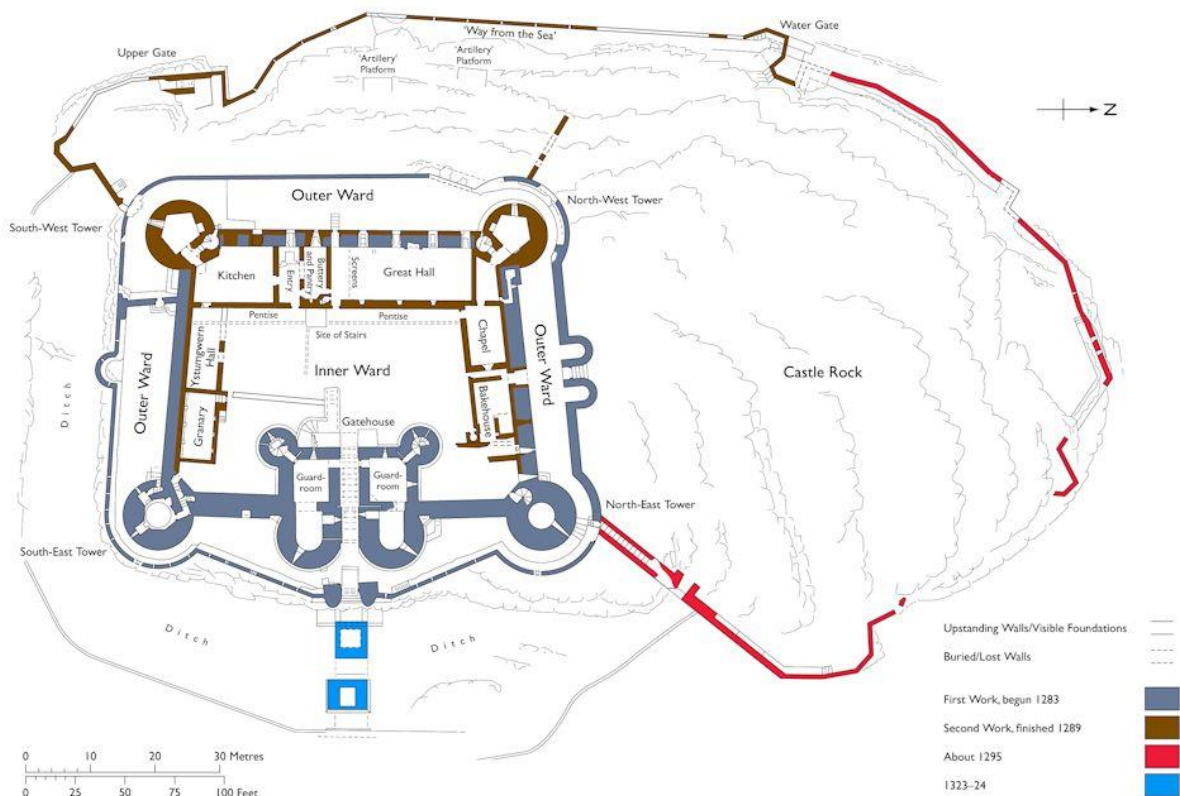 Water Gate
'Way from the Sea'
Upper Gate
'Artillery'
Platform
'Artillery'
Platform
N
Outer Ward
North-West Tower
South-West Tower
Kitchen
Entry
Buttery
and Pantry
Screens
Great Hall
Pentise
Pentise
Site of Stairs
Chapel
Outer Ward
Ystumgwern
Hall
Inner Ward
Castle Rock
Outer Ward
Ditch
Granary
Bakehouse
Gatehouse
Guard-
room
Guard-
room
North-East Tower
South-East Tower
Ditch
Ditch
Upstanding Walls/Visible Foundations
Buried/Lost Walls
First Work, begun 1283
Second Work, finished 1289
About 1295
1323–24
0 10 20 30 Metres
0 25 50 75 100 Feet